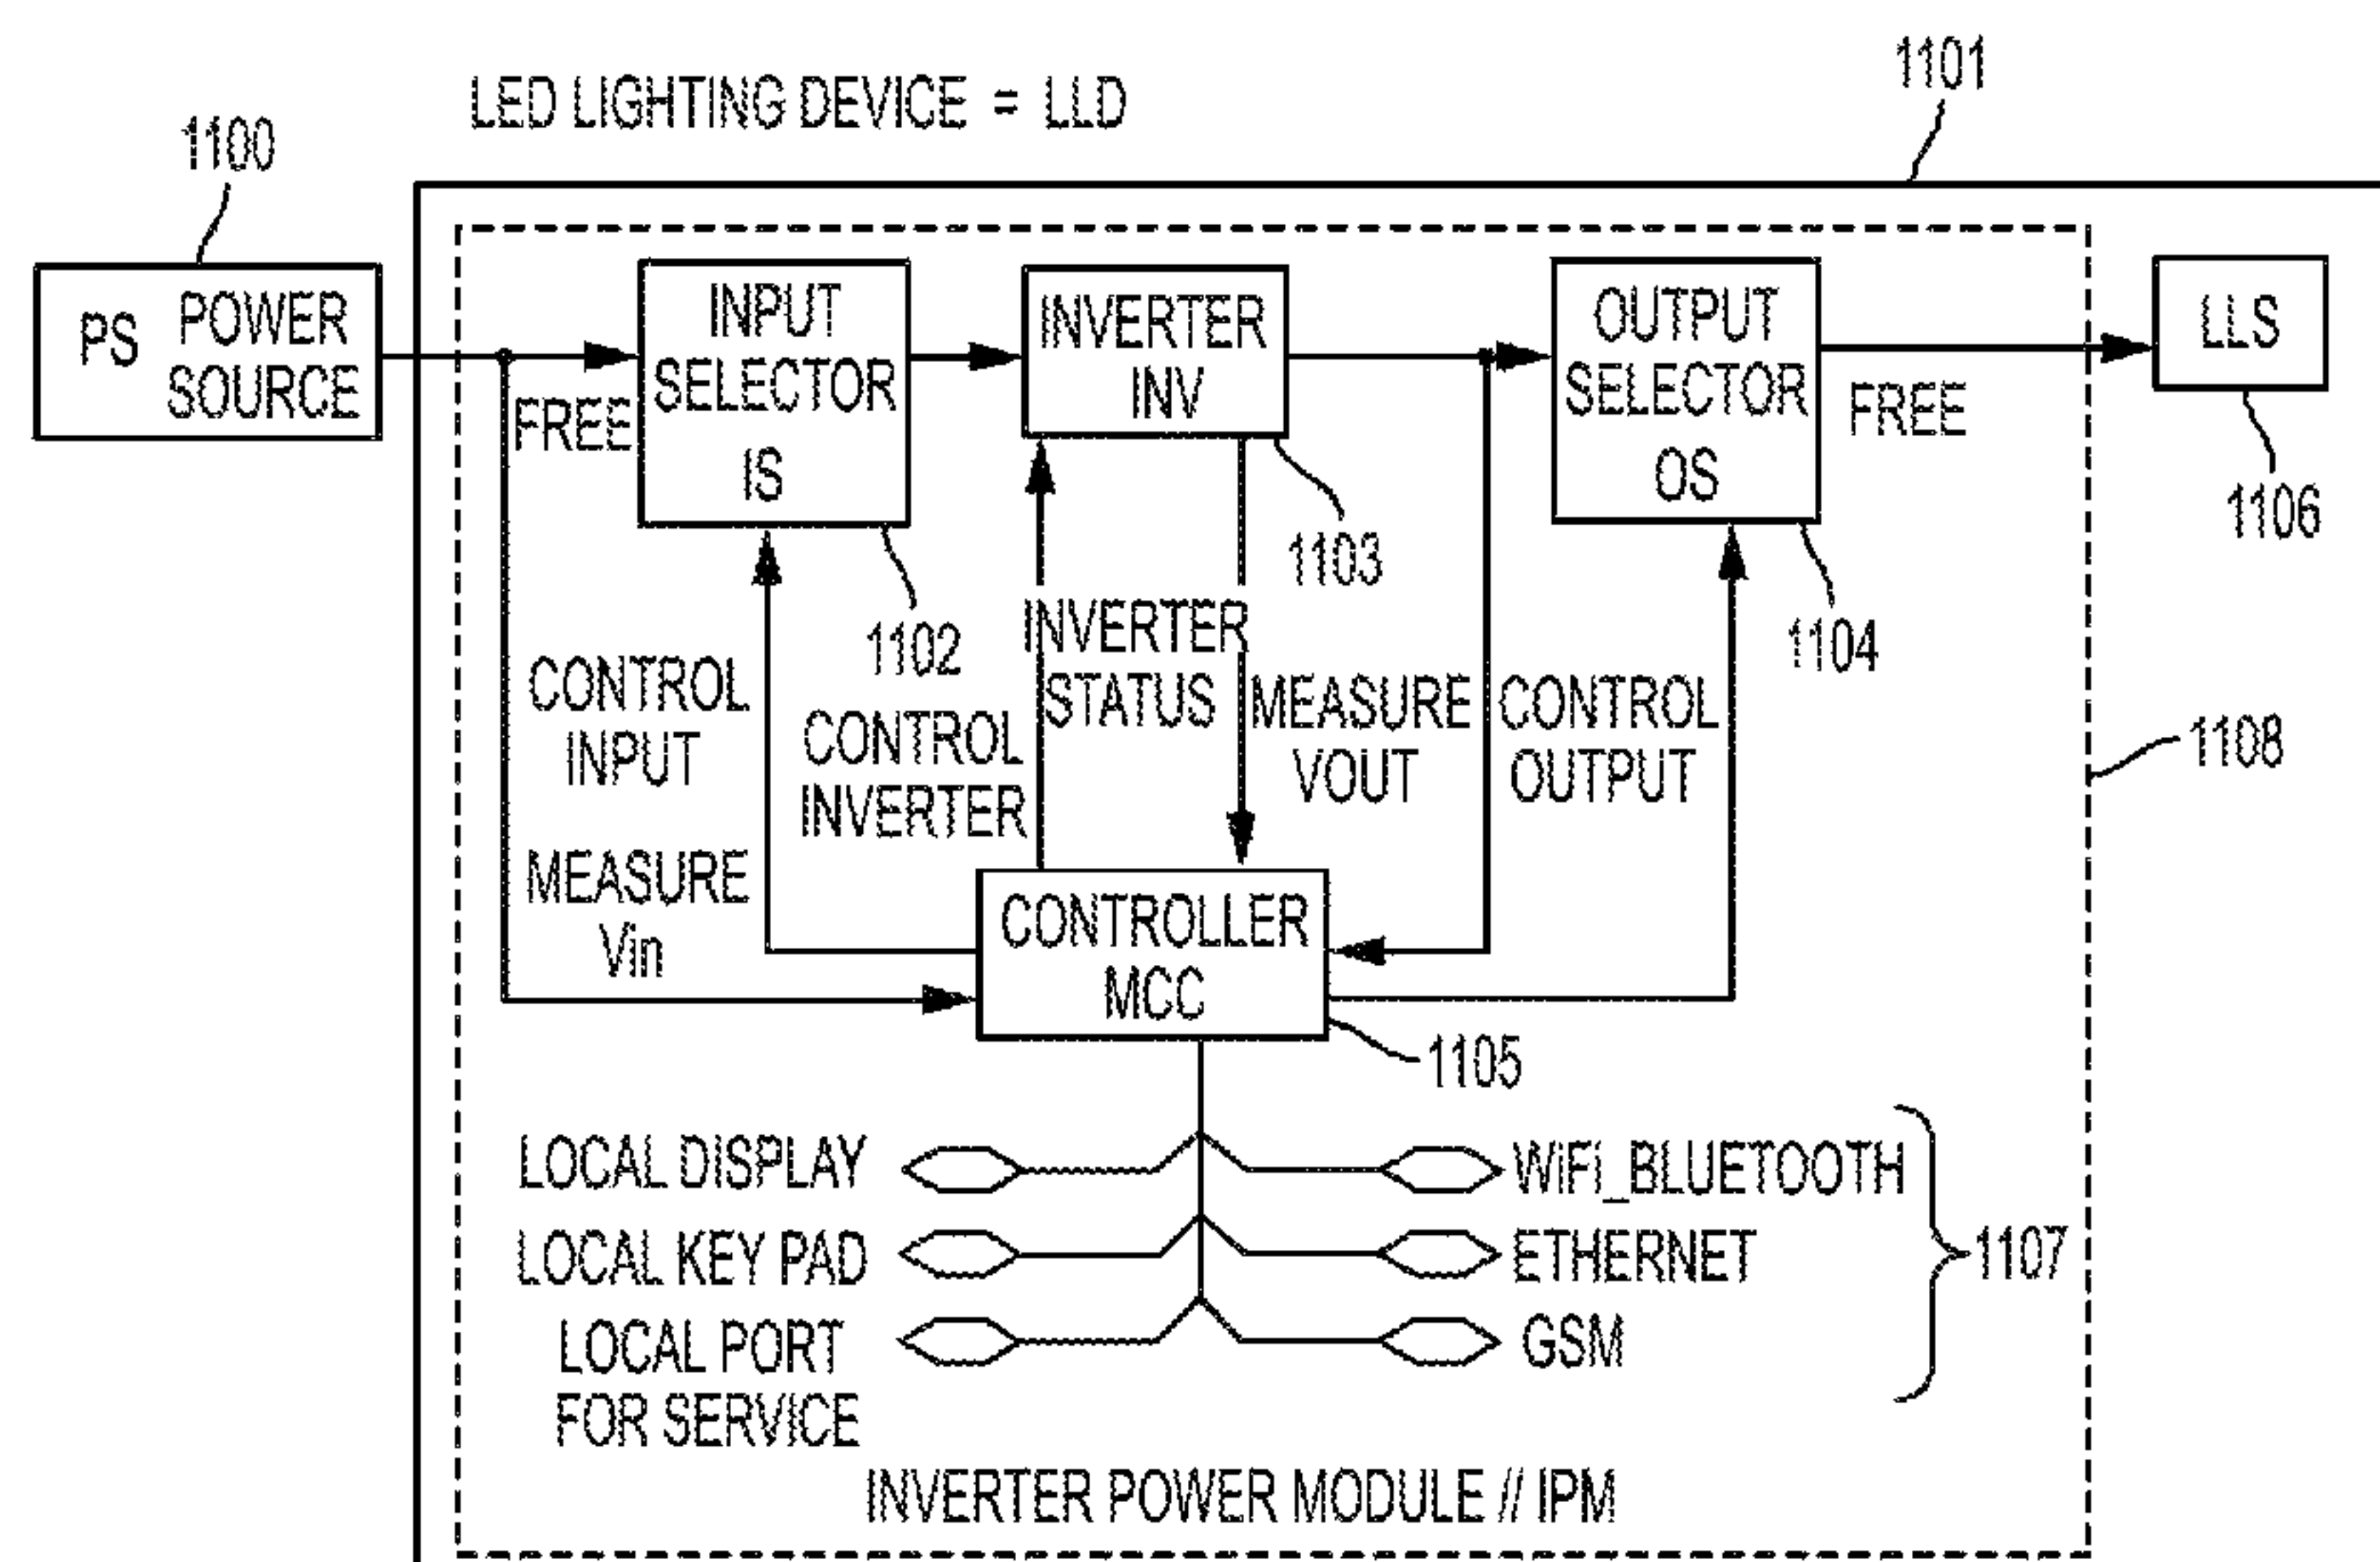 1101
LED LIGHTING DEVICE = LLD
1100
PS
POWER
SOURCE
FREE
INPUT
SELECTOR
IS
INVERTER
INV
OUTPUT
SELECTOR
OS
FREE
LLS
1106
1103
1102
1104
CONTROL
INPUT
CONTROL
INVERTER
INVERTER
STATUS
MEASURE
VOUT
CONTROL
OUTPUT
1108
MEASURE
Vin
CONTROLLER
MCC
1105
LOCAL DISPLAY
WiFi_BLUETOOTH
LOCAL KEY PAD
ETHERNET
1107
LOCAL PORT
FOR SERVICE
GSM
INVERTER POWER MODULE // IPM